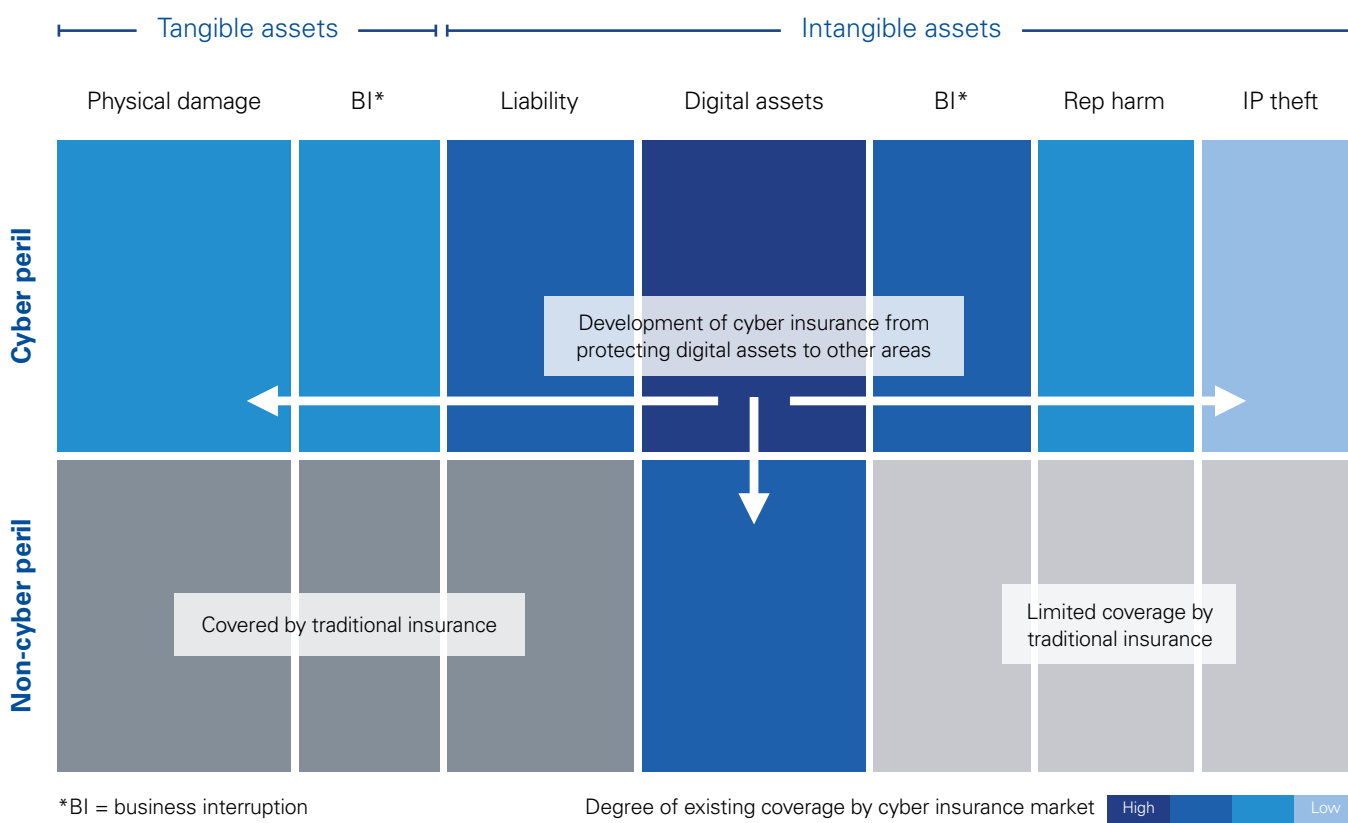 Tangible assets
Intangible assets
Physical damage
BI*
Liability
Digital assets
BI*
Rep harm
IP theft
Cyber peril
Development of cyber insurance from
protecting digital assets to other areas
Non-cyber peril
Covered by traditional insurance
Limited coverage by
traditional insurance
*BI = business interruption
Degree of existing coverage by cyber insurance market
High
Low